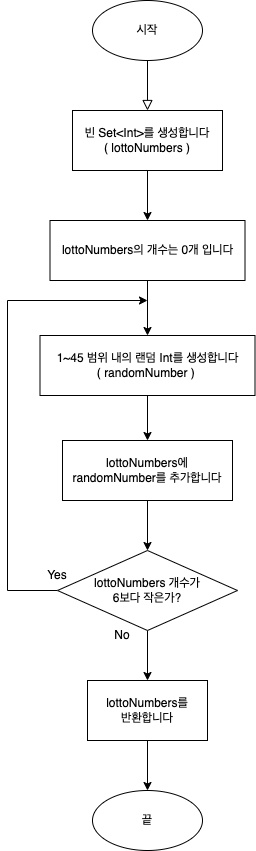 시작
빈 Set<Int>를 생성합니다
( lottoNumbers )
lottoNumbers의 개수는 0개 입니다
1~45 범위 내의 랜덤 Int를 생성합니다
( randomNumber )
lottoNumbers에
randomNumber를 추가합니다
Yes
lottoNumbers 개수가
6보다 작은가?
No
lottoNumbers를
반환합니다
끝